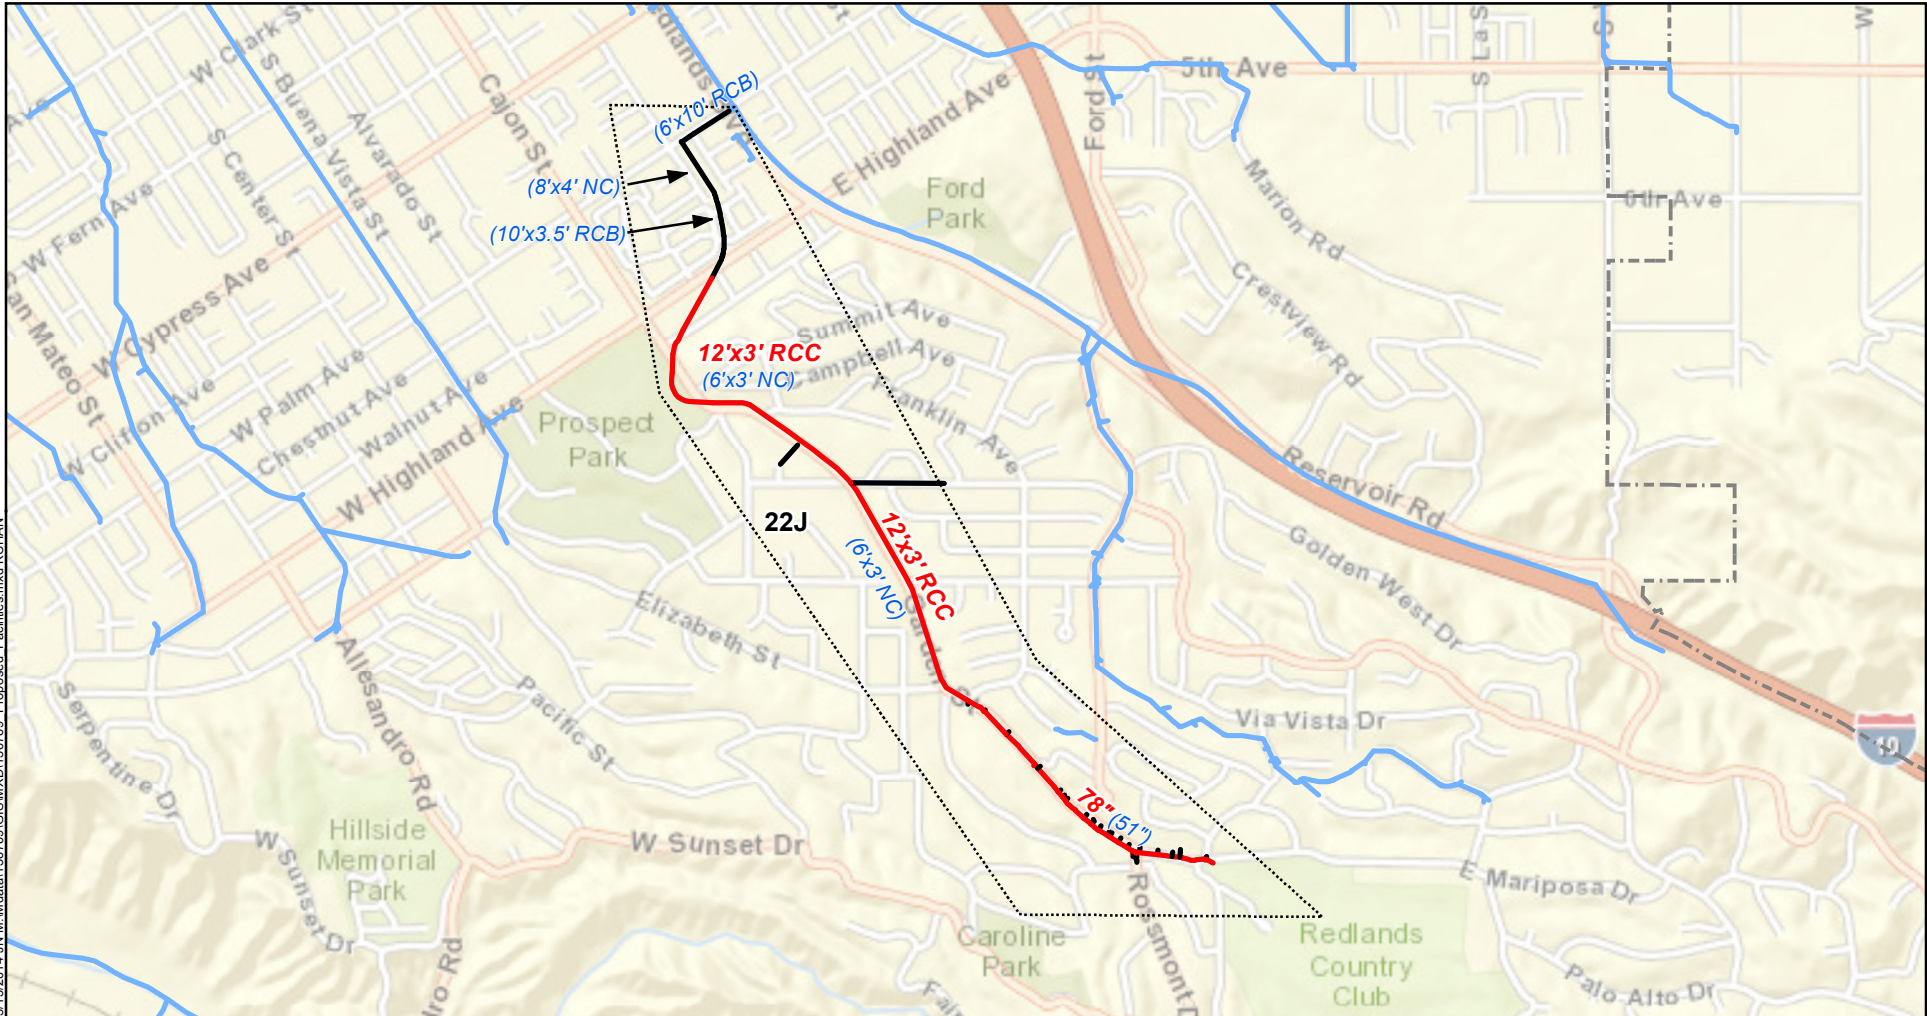 W Clark St
S Buena Vista St
Alvarado St
S Center St
W Fern Ave
Cajon St
(6'x10' RCB)
(8'x4' NC)
(10'x3.5' RCB)
E Highland Ave
Ford
Park
Ford St
5th Ave
S Las
Marion Rd
6th Ave
Crestview Rd
W Cypress Ave
San Mateo St
W Clifton Ave
W Palm Ave
Chestnut Ave
Walnut Ave
W Highland Ave
Prospect
Park
Summit Ave
12'x3' RCC
(6'x3' NC)
Campbell Ave
Franklin Ave
Reservoir Rd
22J
12'x3' RCC
(6'x3' NC)
Golden West Dr
Elizabeth St
Allesandro Rd
Serpentine Dr
Pacific St
Via Vista Dr
10
78"
(51")
Hillside
Memorial
Park
W Sunset Dr
W Sunset Dr
E Mariposa Dr
Rossmont D
Caroline
Park
Redlands
Country
Club
Palo Alto Dr
dro Rd